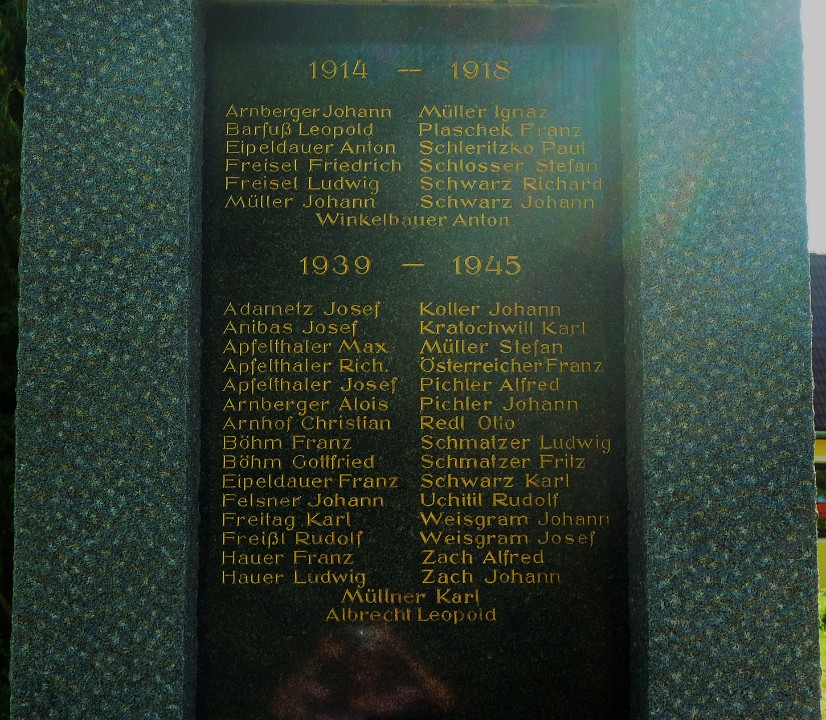 1914 — 1918
Arnberger Johann Müller Ignaz
Barfuß Leopold Plaschek Franz
Eipeldauer Anton Schleritzko Paul
Freisel Friedrich Schlosser Stefan
Freisel Ludwig Schwarz Richard
Müller Johann Schwarz Johann
Winkelbauer Anton
1939 — 1945
Adametz Josef Koller Johann
Anibas Josef Kratochwill Karl
Apfelthaler Max Müller Stefan
Apfelthaler Rich. Österreicher Franz
Apfelthaler Josef Pichler Alfred
Arnberger Alois Pichler Johann
Arnhof Christian Redl Otto
Böhm Franz Schmatzer Ludwig
Böhm Gottfried Schmatzer Fritz
Eipeldauer Franz Schwarz Karl
Felsner Johann Uchitil Rudolf
Freitag Karl Weisgram Johann
Freißl Rudolf Weisgram Josef
Hauer Franz Zach Alfred
Hauer Ludwig Zach Johann
Müllner Karl
Albrecht Leopold